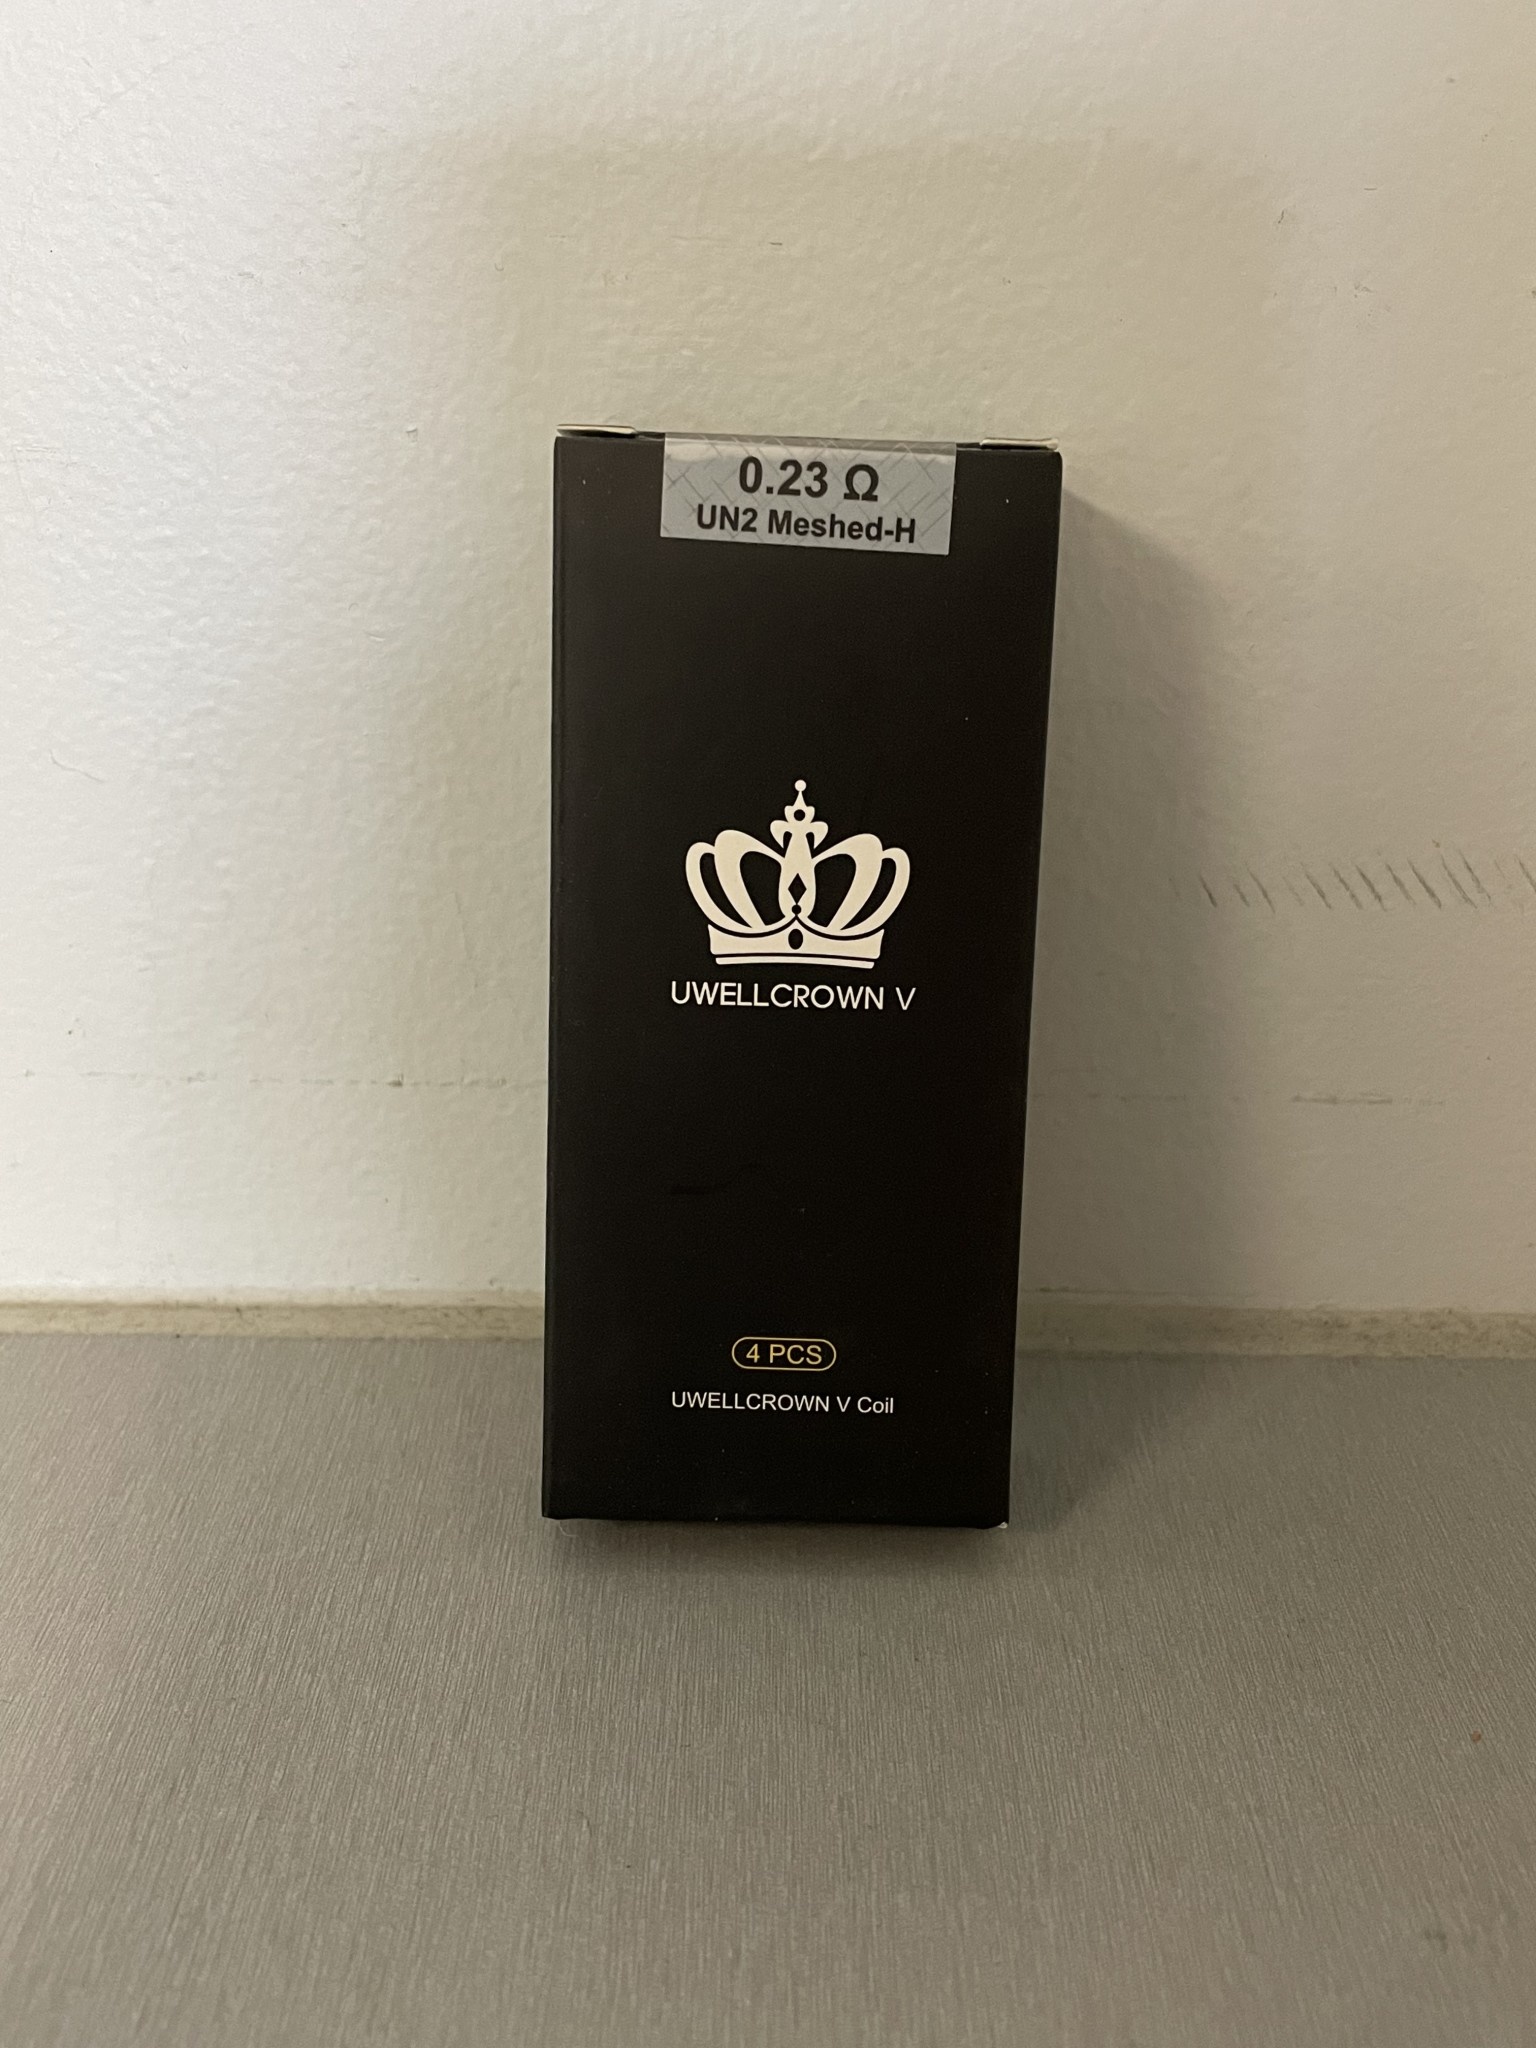 0.23 Ω
UN2 Meshed-H
UWELLCROWN V
4 PCS
UWELLCROWN V Coil